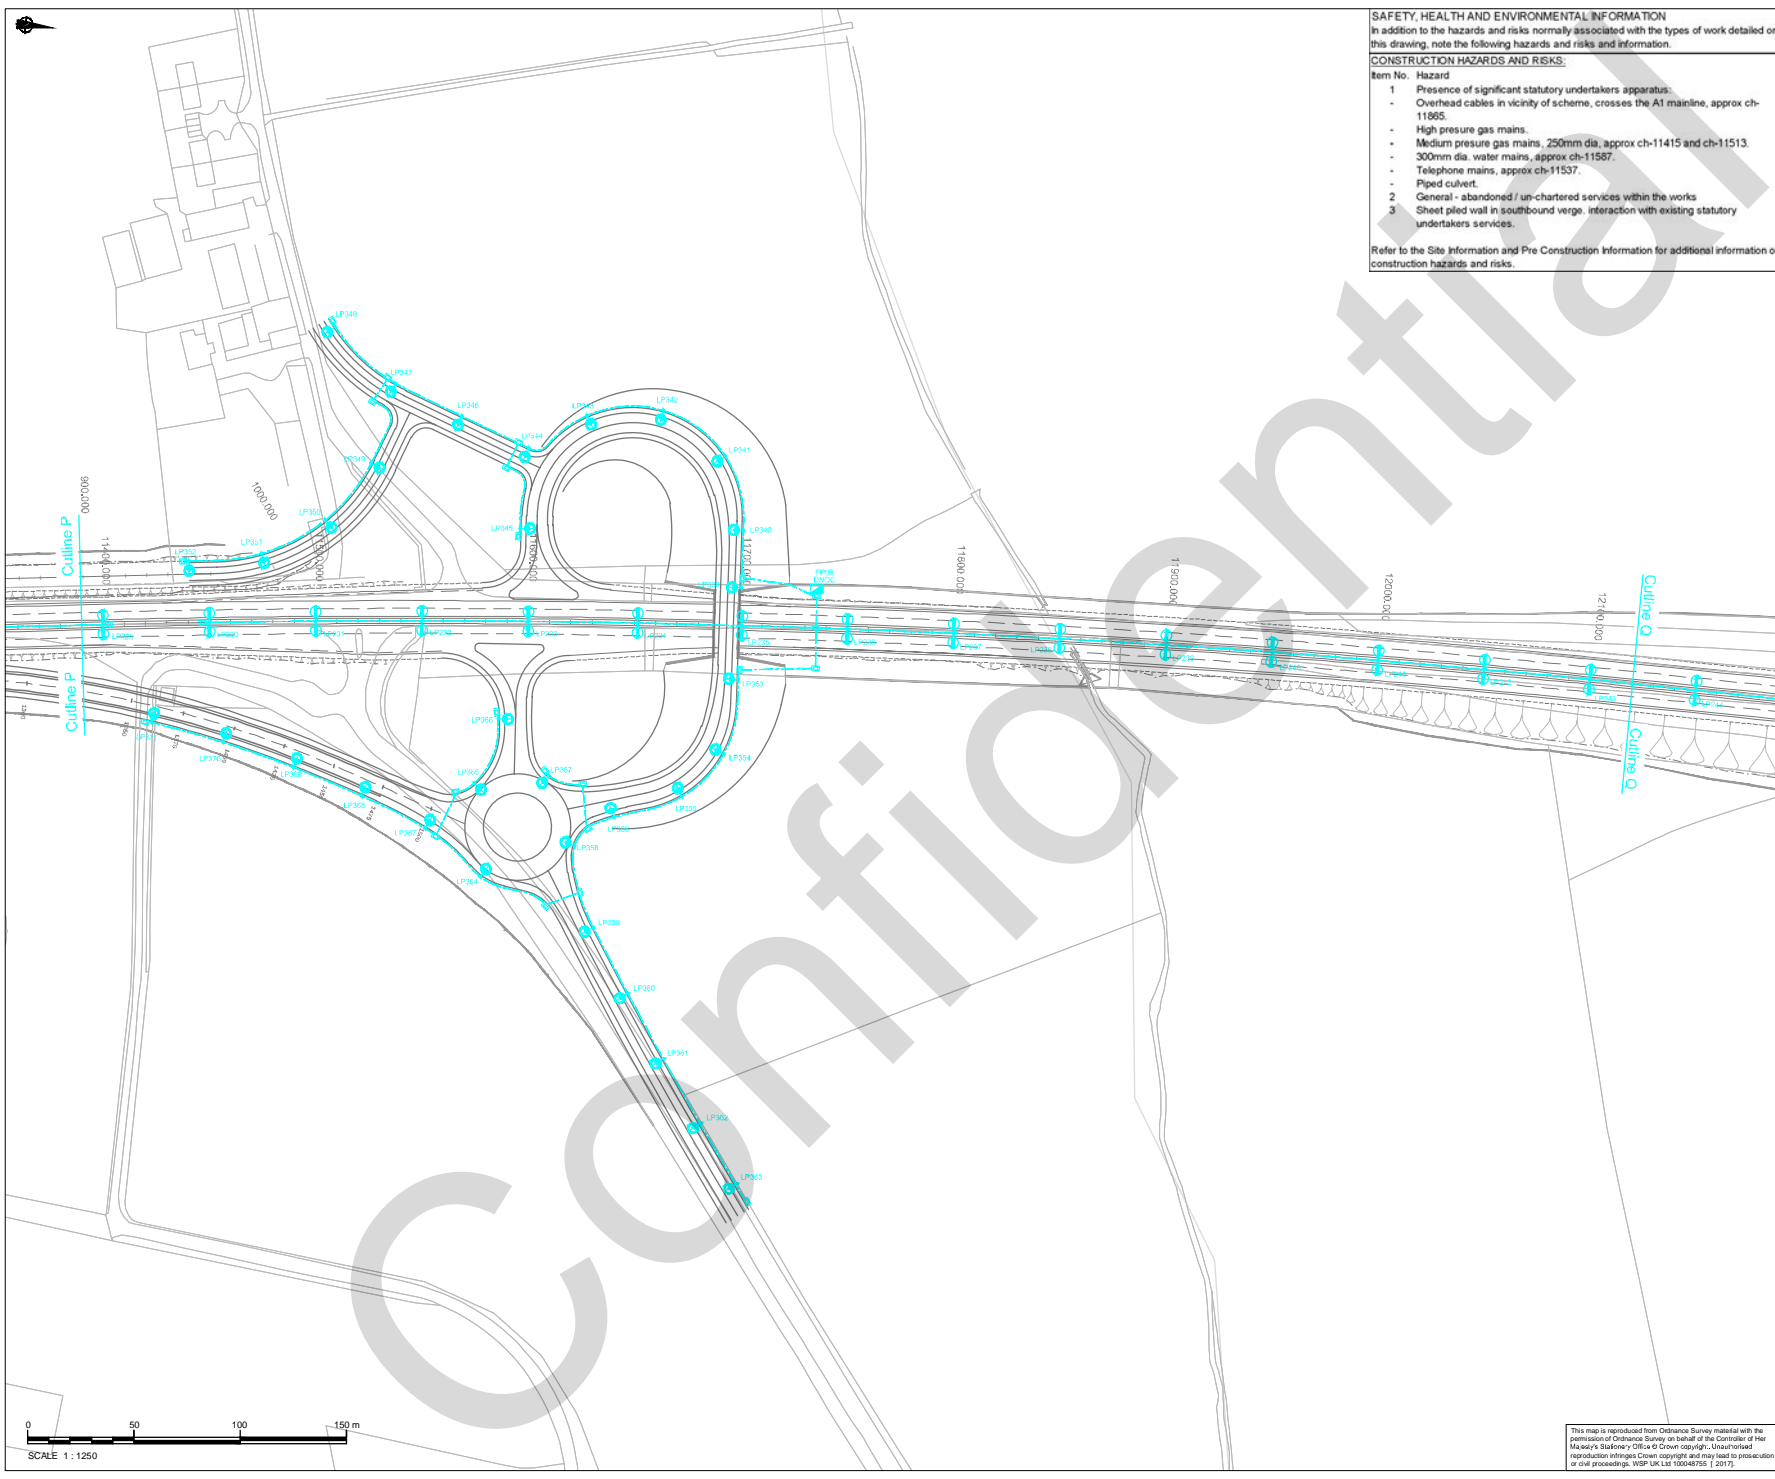 SAFETY, HEALTH AND ENVIRONMENTAL INFORMATION
In addition to the hazards and risks normally associated with the types of work detailed on
this drawing, note the following hazards and risks and information.
CONSTRUCTION HAZARDS AND RISKS:
Item No. Hazard
1 Presence of significant statutory undertakers apparatus:
- Overhead cables in vicinity of scheme, crosses the A1 mainline, approx ch-
11865.
- High presure gas mains.
- Medium presure gas mains, 250mm dia, approx ch-11415 and ch-11513.
- 300mm dia. water mains, approx ch-11587.
- Telephone mains, approx ch-11537.
- Piped culvert.
2 General - abandoned / un-chartered services within the works
3 Sheet piled wall in southbound verge, interaction with existing statutory
undertakers services.
Refer to the Site Information and Pre Construction Information for additional information
construction hazards and risks.
LP348
LP347
LP346
LP344
LP343
LP342
LP341
LP340
LP345
LP349
LP350
LP351
LP352
900.000
1000.000
Cutline P
Cutline P
11400.000
11500.000
11600.000
11700.000
11800.000
11900.000
12000.000
12100.000
Cutline Q
Cutline Q
LP353
LP354
LP366
LP367
LP358
LP364
LP359
LP360
LP361
LP362
LP363
Confidential
0 50 100 150 m
SCALE 1 : 1250
This map is reproduced from Ordnance Survey material with the
permission of Ordnance Survey on behalf of the Controller of Her
Majesty's Stationery Office © Crown copyright. Unauthorised
reproduction infringes Crown copyright and may lead to prosecution
or civil proceedings. WSP UK Ltd 100048755 [ 2017].